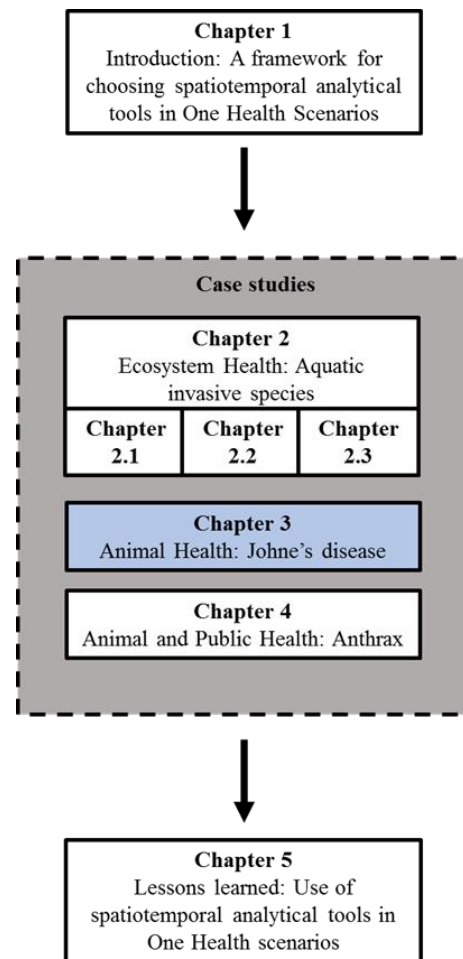 Chapter 1
Introduction: A framework for
choosing spatiotemporal analytical
tools in One Health Scenarios
Case studies
Chapter 2
Ecosystem Health: Aquatic
invasive species
Chapter
2.1
Chapter
2.2
Chapter
2.3
Chapter 3
Animal Health: Johne’s disease
Chapter 4
Animal and Public Health: Anthrax
Chapter 5
Lessons learned: Use of
spatiotemporal analytical tools in
One Health scenarios